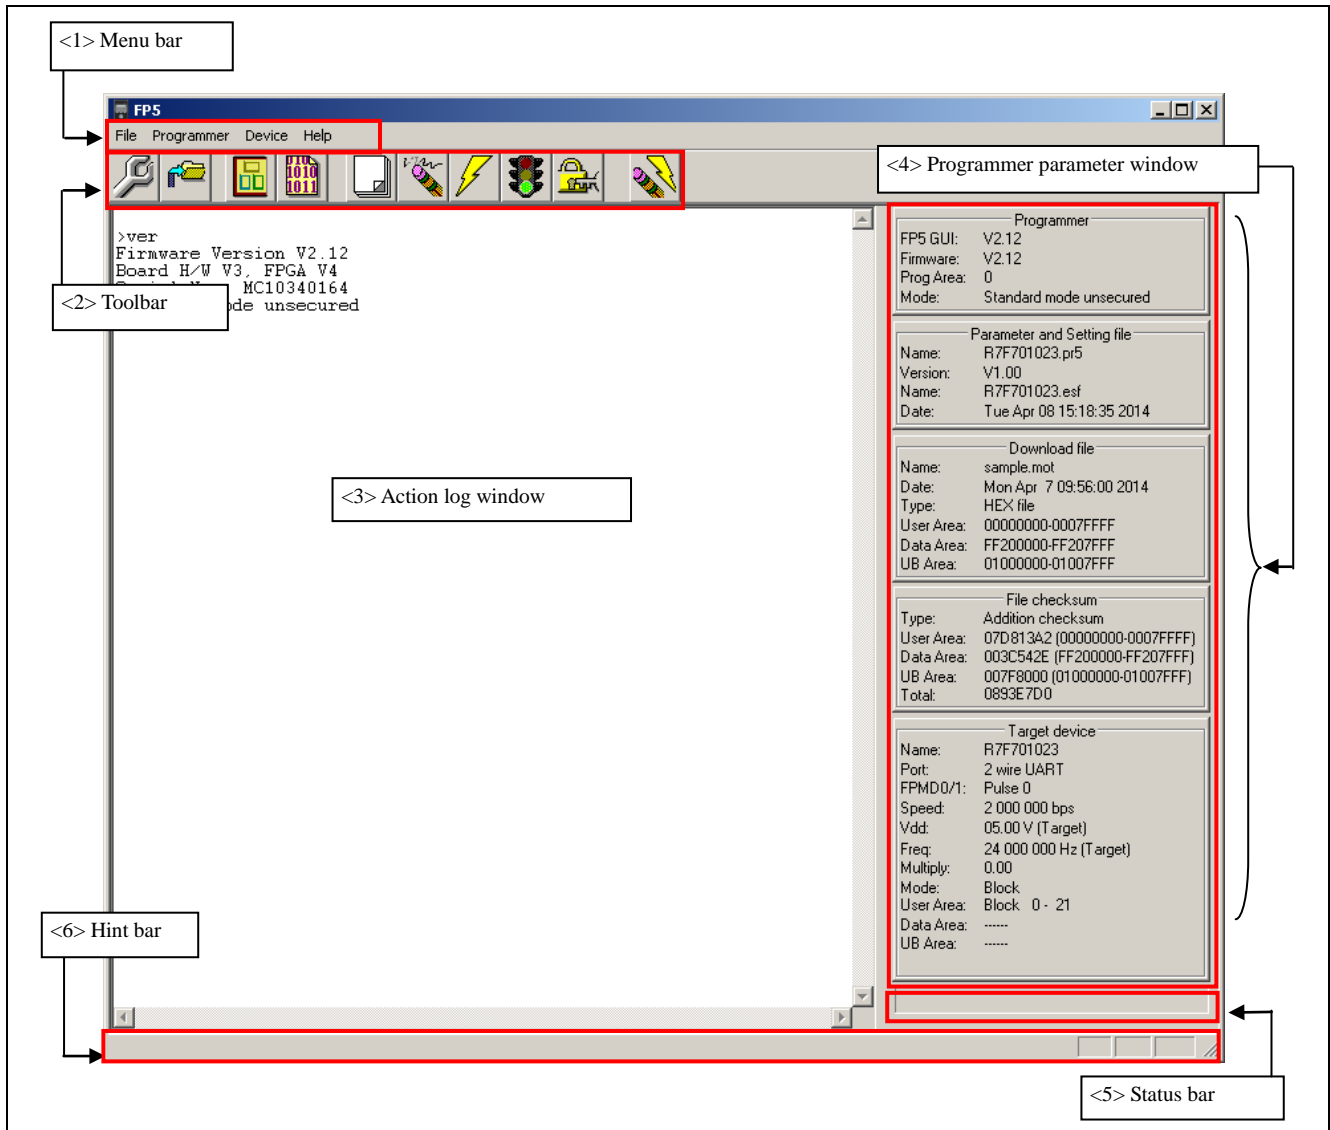 <1> Menu bar
FP5
File Programmer Device Help
<4> Programmer parameter window
010
1010
1011
>ver
Firmware Version V2.12
Board H/W V3, FPGA V4
MC10340164
<2> Toolbar
de unsecured
<3> Action log window
Programmer
FP5 GUI: V2.12
Firmware: V2.12
Prog Area: 0
Mode: Standard mode unsecured
Parameter and Setting file
Name: R7F701023.pr5
Version: V1.00
Name: R7F701023.esf
Date: Tue Apr 08 15:18:35 2014
Download file
Name: sample.mot
Date: Mon Apr 7 09:56:00 2014
Type: HEX file
User Area: 00000000-0007FFFF
Data Area: FF200000-FF207FFF
UB Area: 01000000-01007FFF
File checksum
Type: Addition checksum
User Area: 07D813A2 (00000000-0007FFFF)
Data Area: 003C542E (FF200000-FF207FFF)
UB Area: 007F8000 (01000000-01007FFF)
Total: 0893E7D0
Target device
Name: R7F701023
Port: 2 wire UART
FPMD0/1: Pulse 0
Speed: 2 000 000 bps
Vdd: 05.00 V (Target)
Freq: 24 000 000 Hz (Target)
Multiply: 0.00
Mode: Block
User Area: Block 0 - 21
Data Area: ------
UB Area: ------
<6> Hint bar
<5> Status bar